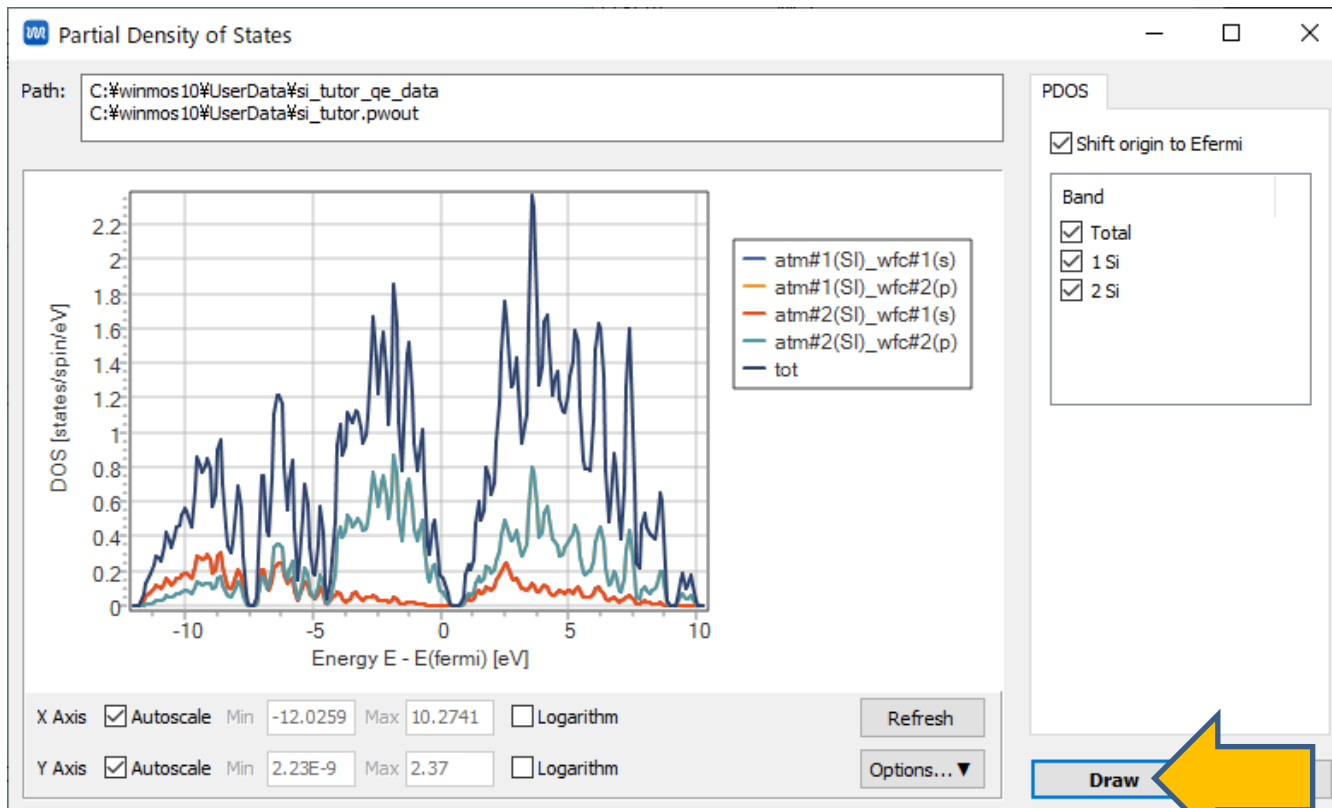 Partial Density of States
Path:
C:¥winmos10¥UserData¥si_tutor_qe_data
C:¥winmos10¥UserData¥si_tutor.pwout
2.2
2
1.8
1.6
1.4
1.2
1
0.8
0.6
0.4
0.2
0
DOS [states/spin/eV]
-10 -5 0 5 10
Energy E - E(fermi) [eV]
atm#1(SI)_wfc#1(s)
atm#1(SI)_wfc#2(p)
atm#2(SI)_wfc#1(s)
atm#2(SI)_wfc#2(p)
tot
X Axis Autoscale Min -12.0259 Max 10.2741 Logarithm Refresh
Y Axis Autoscale Min 2.23E-9 Max 2.37 Logarithm Options...▼
PDOS
Shift origin to Efermi
Band
Total
1 Si
2 Si
Draw